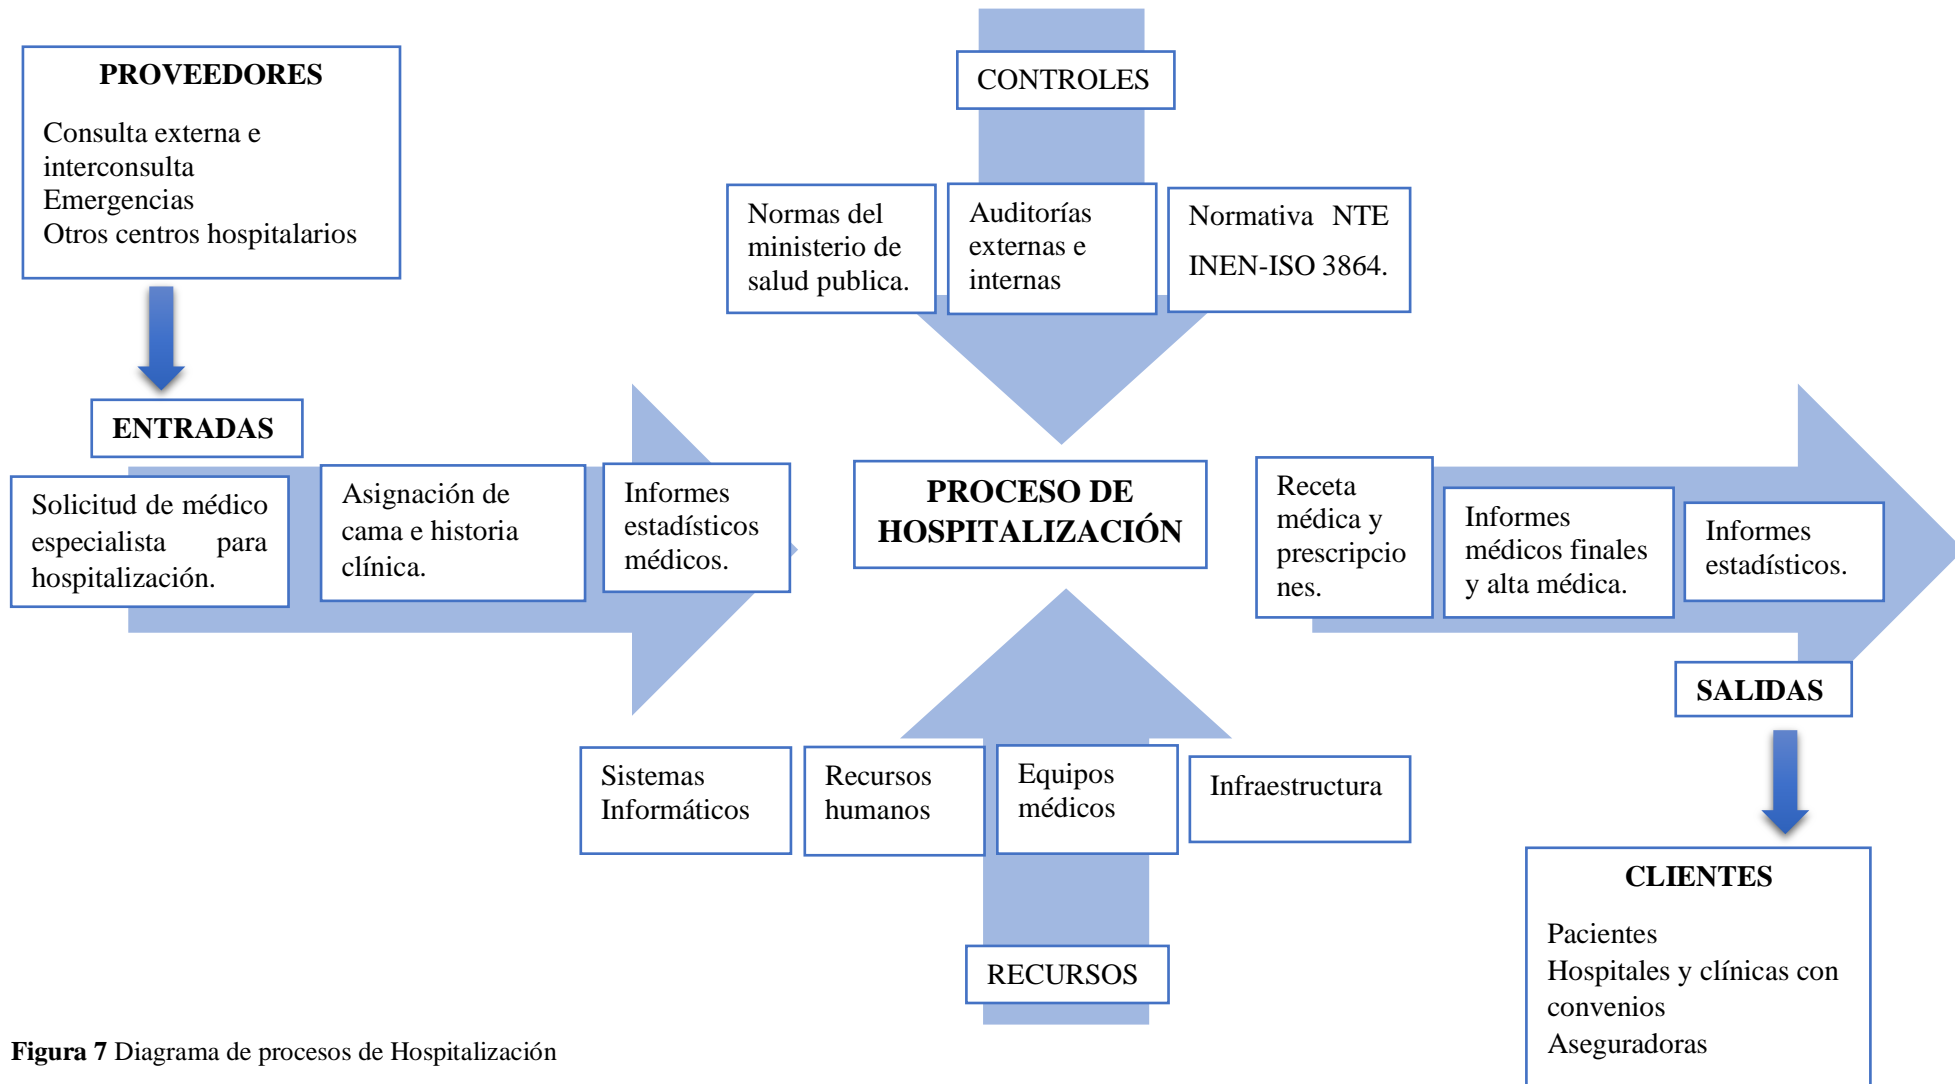 PROVEEDORES
Consulta externa e
interconsulta
Emergencias
Otros centros hospitalarios
CONTROLES
Normas del
ministerio de
salud publica.
Auditorías
externas e
internas
Normativa NTE
INEN-ISO 3864.
ENTRADAS
Solicitud de médico
especialista para
hospitalización.
Asignación de
cama e historia
clínica.
Informes
estadísticos
médicos.
PROCESO DE
HOSPITALIZACIÓN
Receta
médica y
prescripcio
nes.
Informes
médicos finales
y alta médica.
Informes
estadísticos.
SALIDAS
Sistemas
Informáticos
Recursos
humanos
Equipos
médicos
Infraestructura
RECURSOS
CLIENTES
Pacientes
Hospitales y clínicas con
convenios
Aseguradoras
Figura 7 Diagrama de procesos de Hospitalización